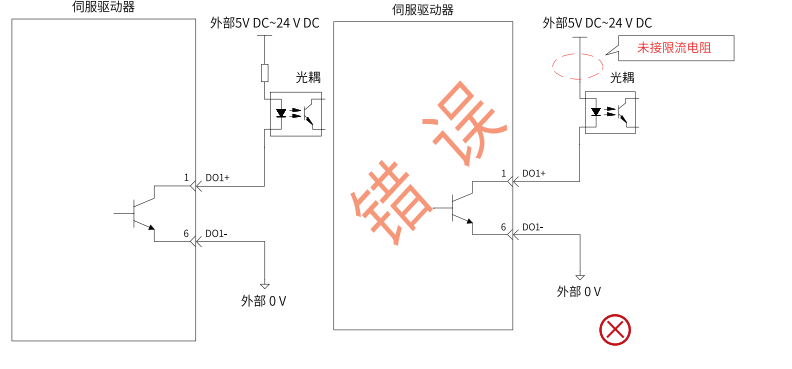 伺服驱动器
外部5V DC~24 V DC
光耦
1
DO1+
6
DO1-
外部 0 V
伺服驱动器
外部5V DC~24 V DC
未接限流电阻
光耦
错误
1
DO1+
6
DO1-
外部 0 V